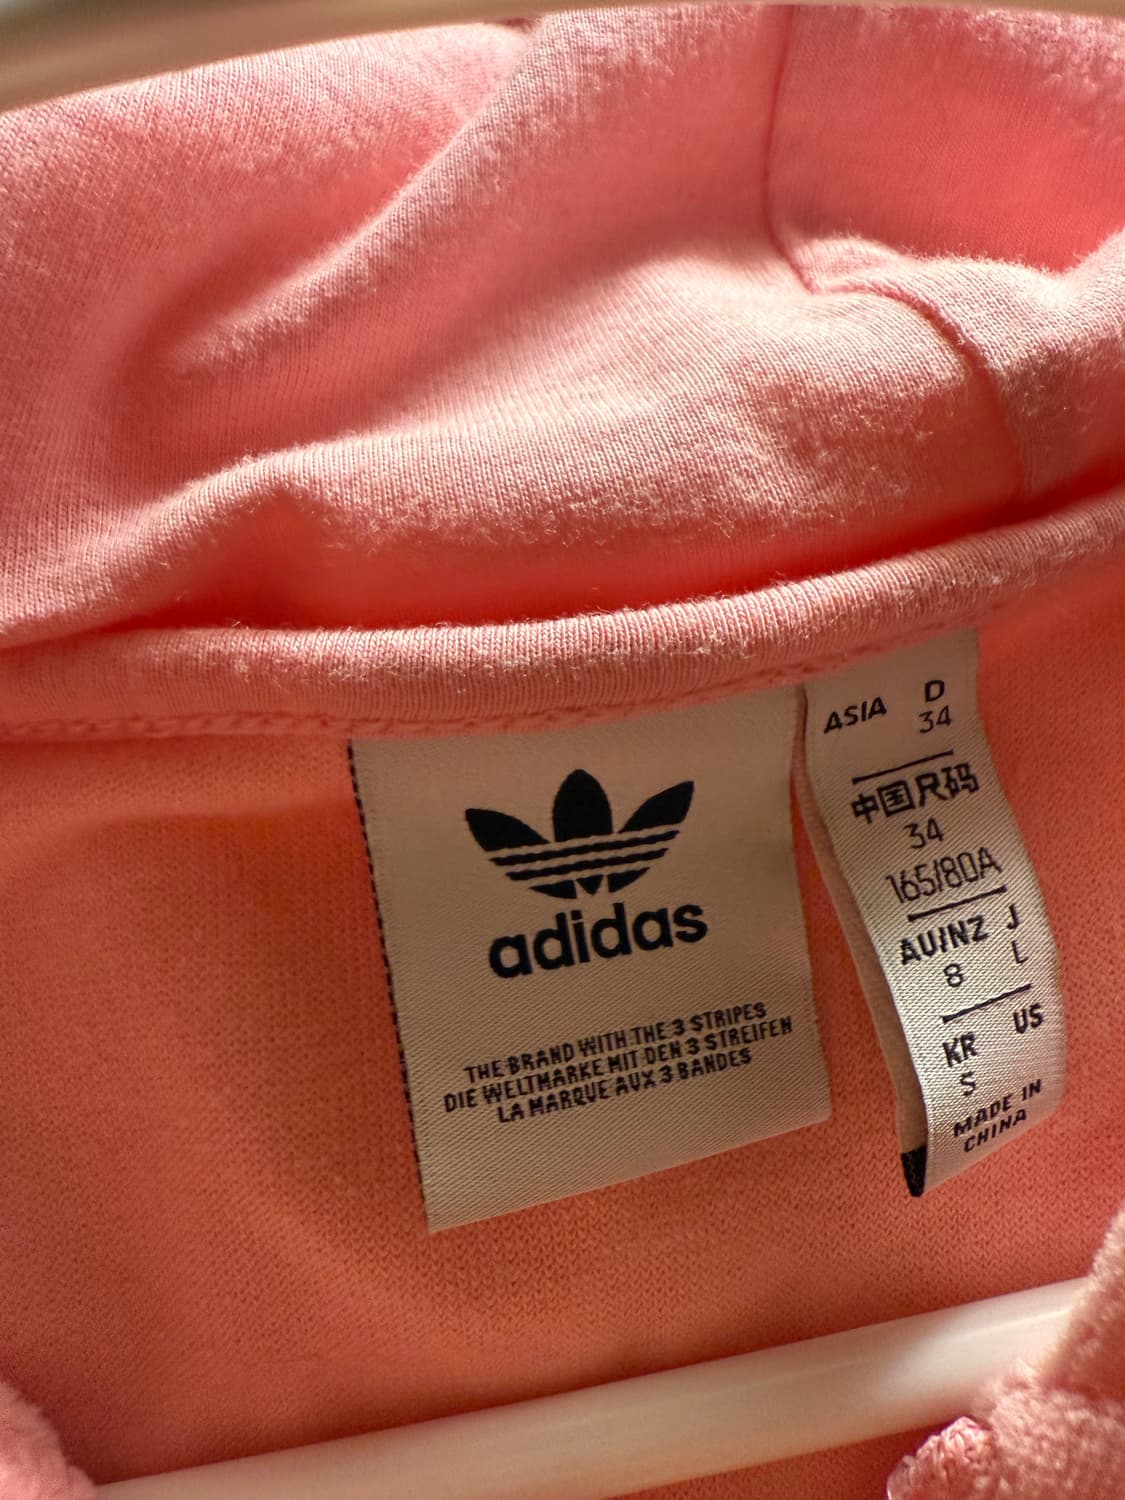 adidas
THE BRAND WITH THE 3 STRIPES
DIE WELTMARKE MIT DEN 3 STREIFEN
LA MARQUE AUX 3 BANDES
ASIA D
34
中国尺码
34
165/80A
AU/NZ J
8 L
KR US
S
MADE IN
CHINA